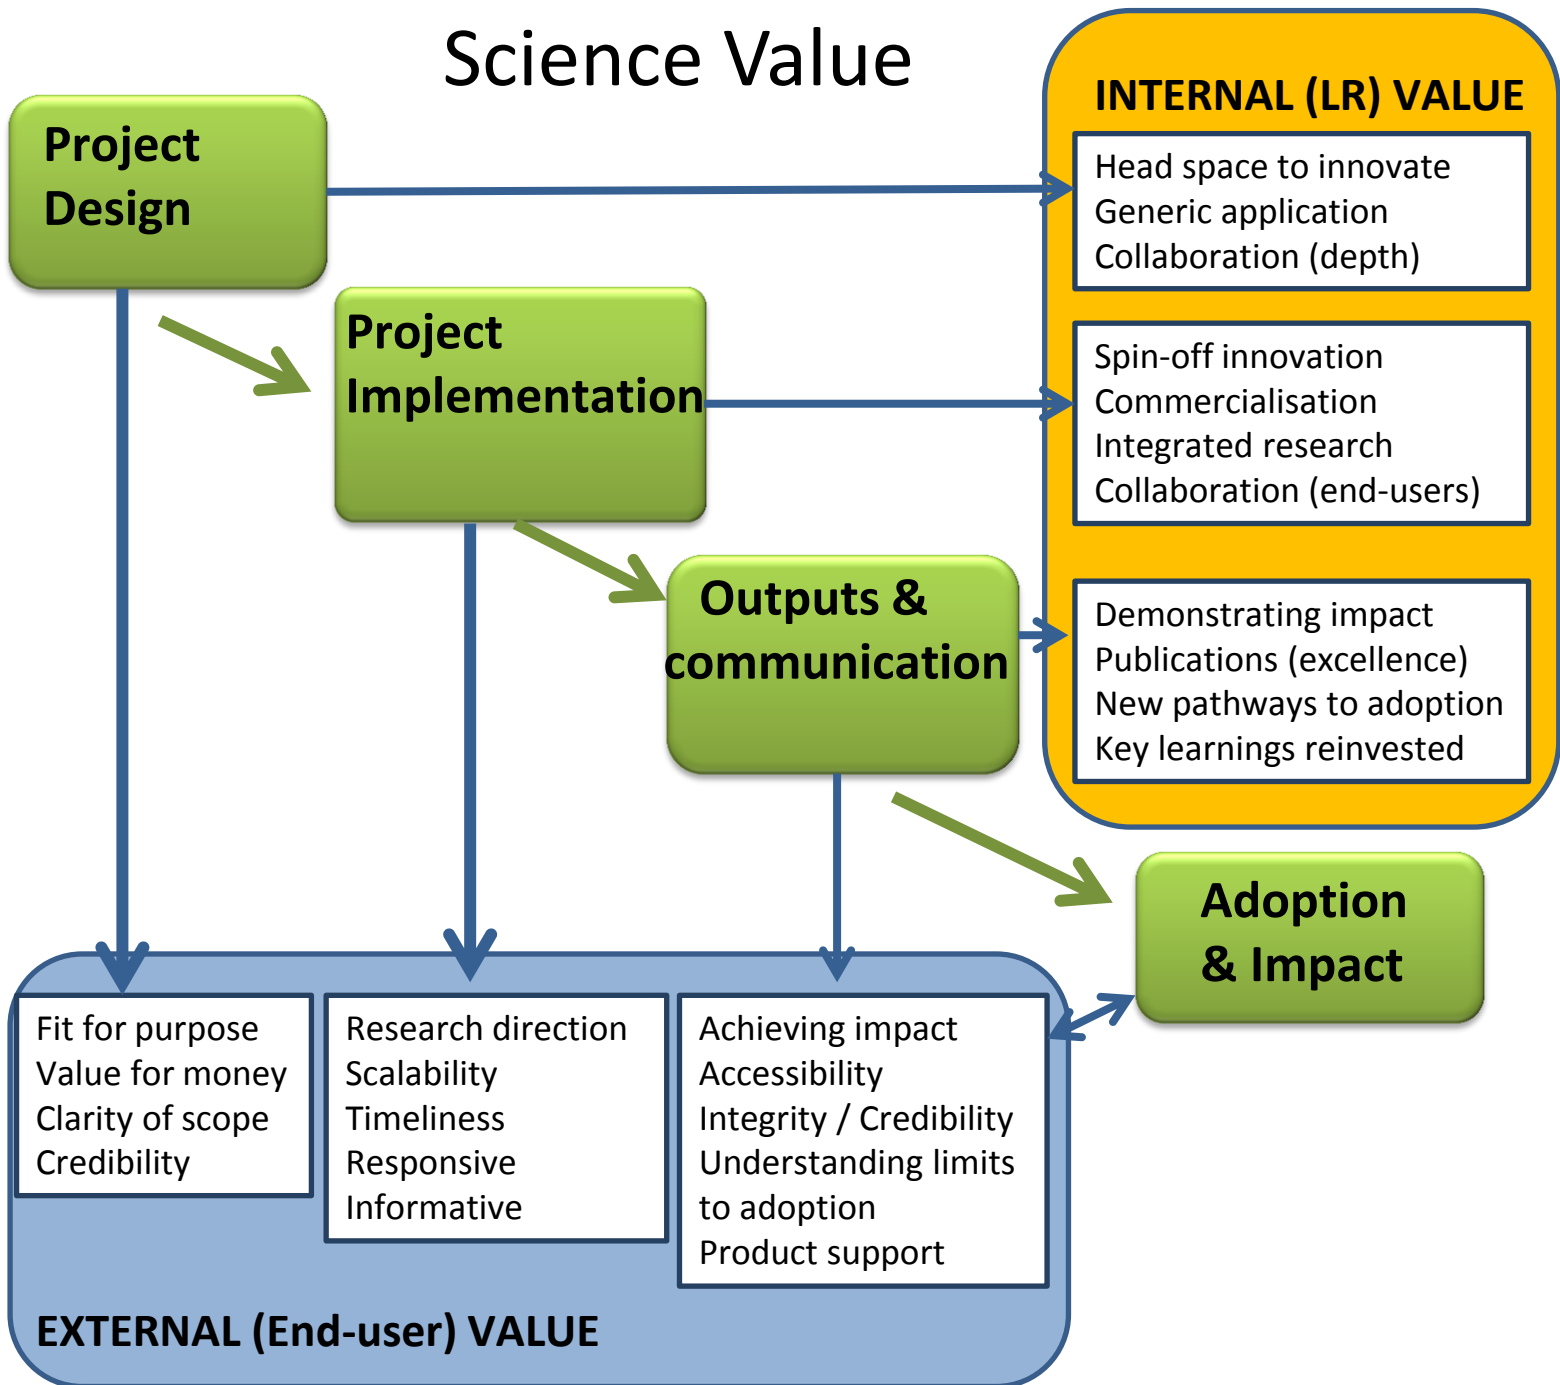 Science Value
INTERNAL (LR) VALUE
Project
Design
Head space to innovate
Generic application
Collaboration (depth)
Project
Implementation
Spin-off innovation
Commercialisation
Integrated research
Collaboration (end-users)
Outputs &
communication
Demonstrating impact
Publications (excellence)
New pathways to adoption
Key learnings reinvested
Adoption
& Impact
Fit for purpose
Value for money
Clarity of scope
Credibility
Research direction
Scalability
Timeliness
Responsive
Informative
Achieving impact
Accessibility
Integrity / Credibility
Understanding limits
to adoption
Product support
EXTERNAL (End-user) VALUE